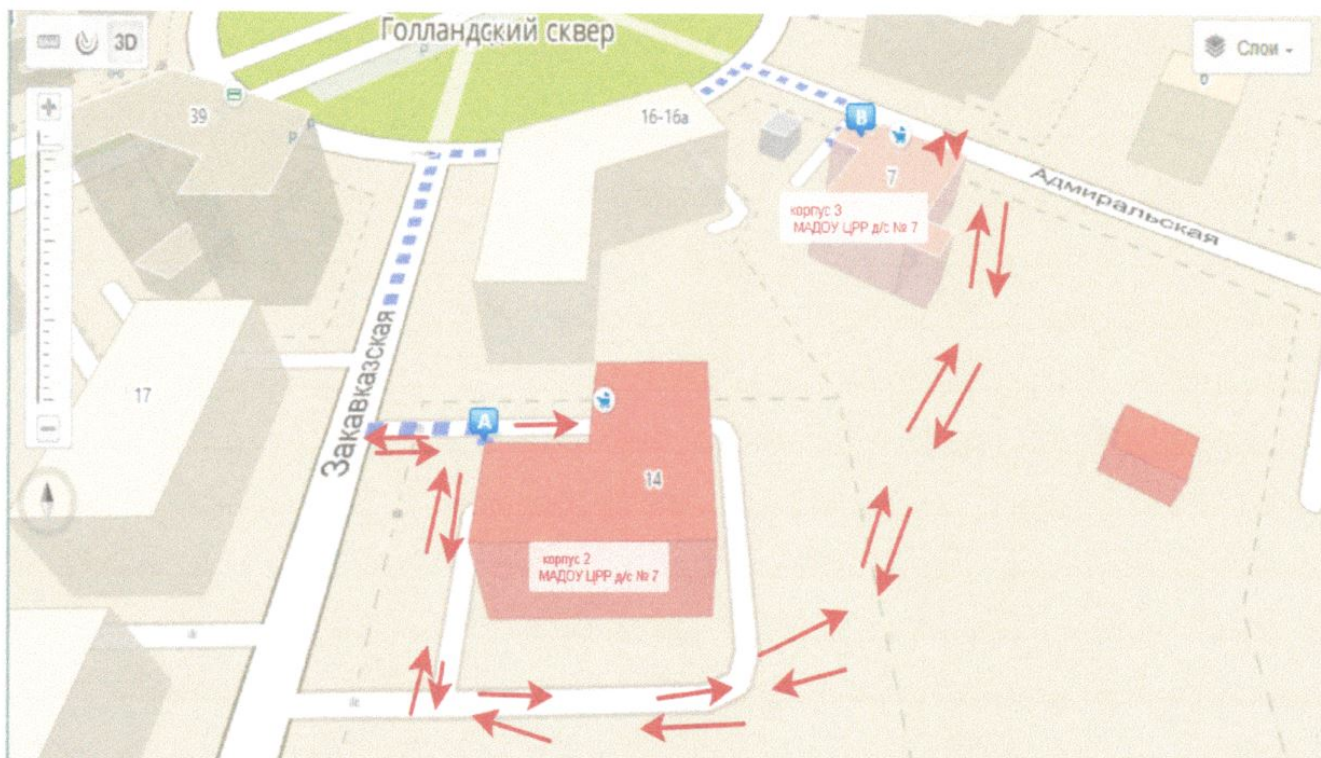 Голландский сквер
3D
Слои
39
16-16а
P
P
P
B
7
корпус 3
МАДОУ ЦРР д/с № 7
Адмиральская
17
Закавказская
A
14
корпус 2
МАДОУ ЦРР д/с № 7